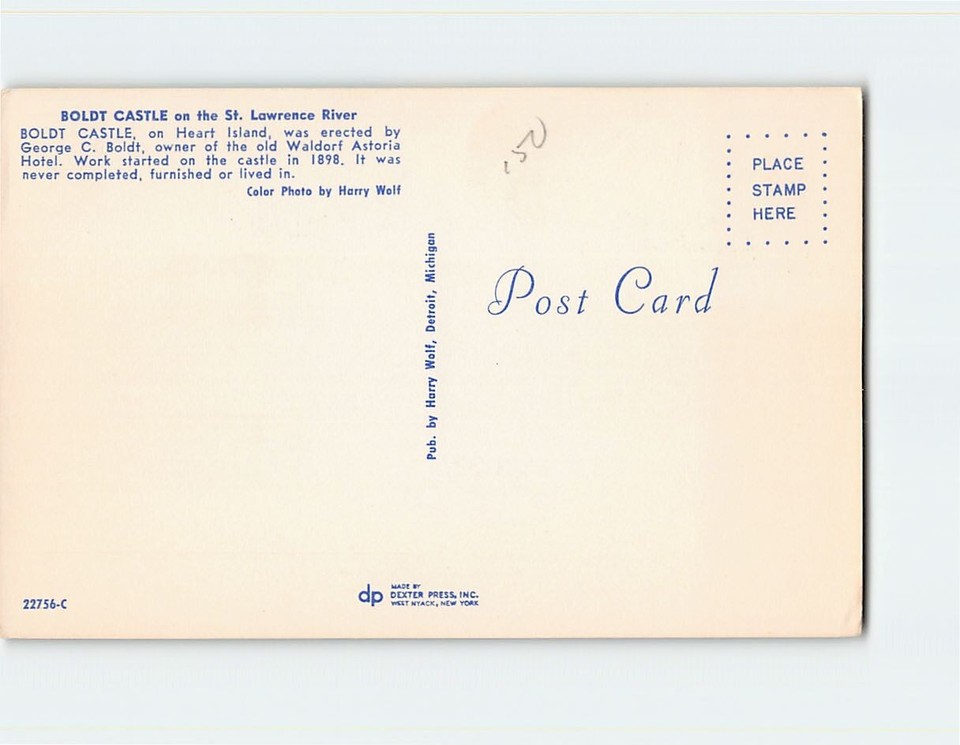 BOLDT CASTLE on the St. Lawrence River
BOLDT CASTLE, on Heart Island, was erected by
George C. Boldt, owner of the old Waldorf Astoria
Hotel. Work started on the castle in 1898. It was
never completed, furnished or lived in.
Color Photo by Harry Wolf
Pub. by Harry Wolf, Detroit, Michigan
.50
PLACE
STAMP
HERE
Post Card
22756-C
dp
MADE BY
DEXTER PRESS, INC.
WEST NYACK, NEW YORK